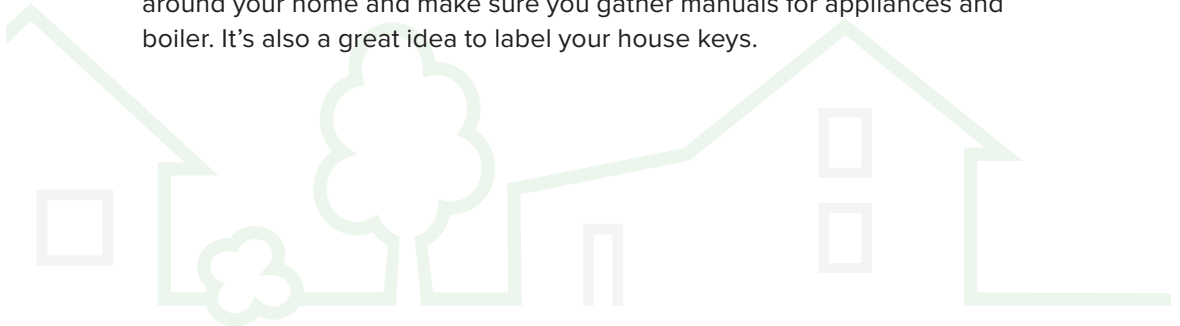 around your home and make sure you gather manuals for appliances and
boiler. It’s also a great idea to label your house keys.